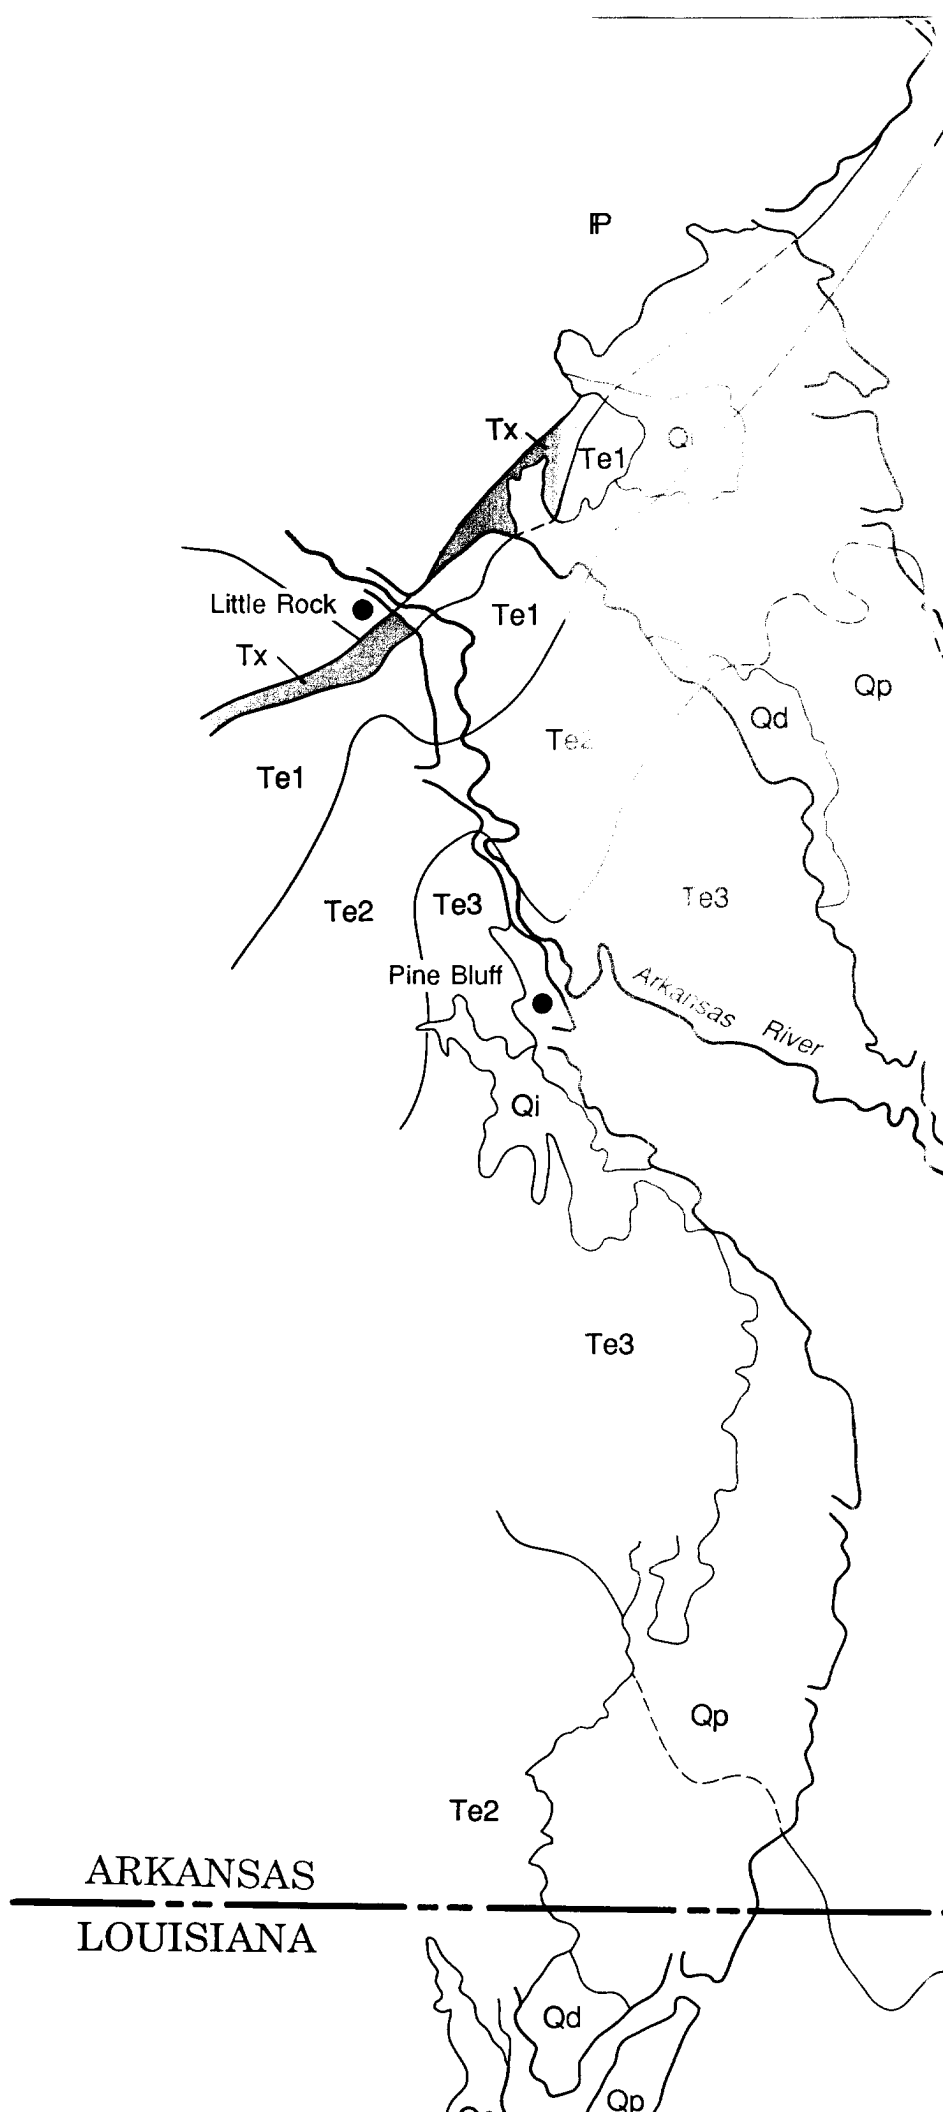 IP
Tx
Te1
Q
Little Rock
Te1
Tx
Qp
Qd
Te2
Te1
Te3
Te2
Te3
Pine Bluff
Arkansas River
Qi
Te3
Qp
Te2
ARKANSAS
LOUISIANA
Qd
Qp